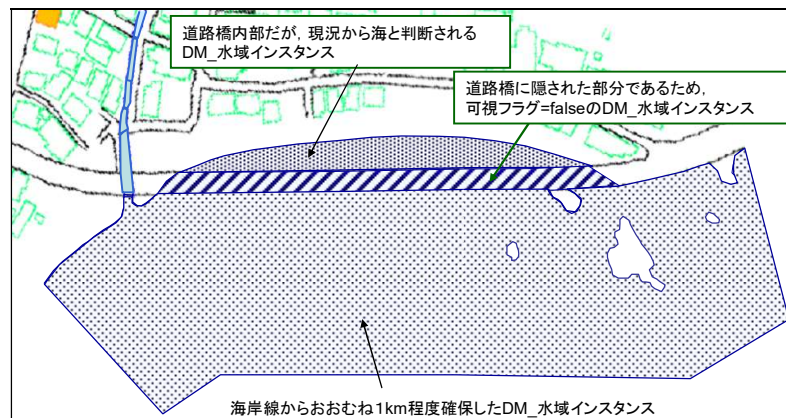 道路橋内部だが，現況から海と判断される
DM_水域インスタンス
道路橋に隠された部分であるため，
可視フラグ=falseのDM_水域インスタンス
海岸線からおおむね1km程度確保したDM_水域インスタンス